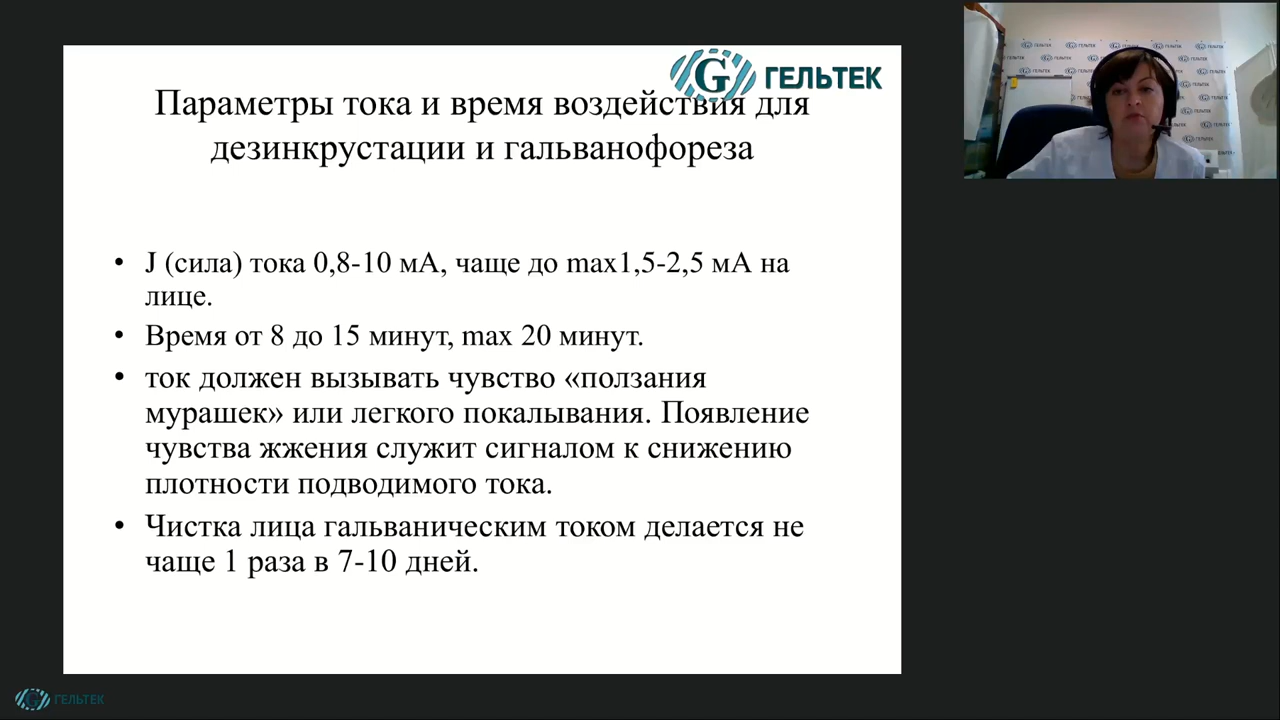 ГЕЛЬТЕК
Параметры тока и время воздействия для
дезинкрустации и гальванофореза
• J (сила) тока 0,8-10 мА, чаще до max1,5-2,5 мА на
лице.
• Время от 8 до 15 минут, max 20 минут.
• ток должен вызывать чувство «ползания
мурашек» или легкого покалывания. Появление
чувства жжения служит сигналом к снижению
плотности подводимого тока.
• Чистка лица гальваническим током делается не
чаще 1 раза в 7-10 дней.
ГЕЛЬТЕК